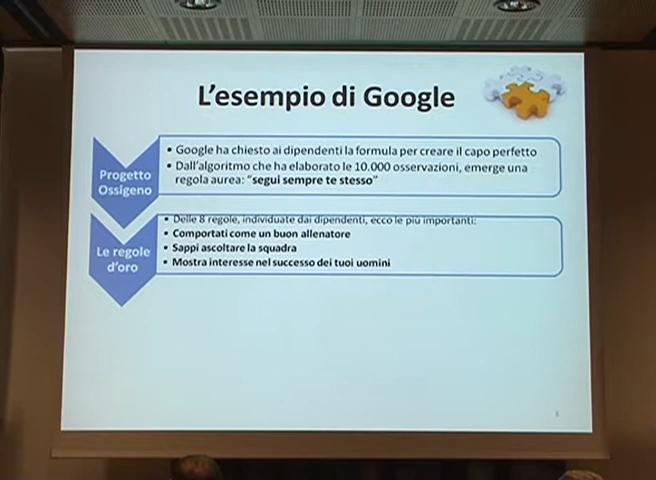 L'esempio di Google
Progetto
Ossigeno
• Google ha chiesto ai dipendenti la formula per creare il capo perfetto
• Dall'algoritmo che ha elaborato le 10.000 osservazioni, emerge una
regola aurea: "segui sempre te stesso"
Le regole
d'oro
• Delle 8 regole, individuate dai dipendenti, ecco le più importanti:
• Comportati come un buon allenatore
• Sappi ascoltare la squadra
• Mostra interesse nel successo dei tuoi uomini